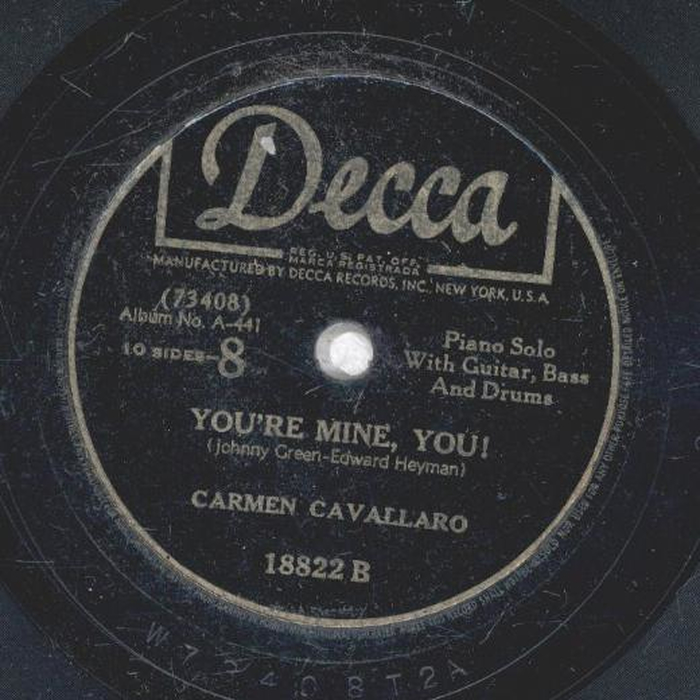 Decca
REG. U.S. PAT. OFF.
MARCA REGISTRADA
MANUFACTURED BY DECCA RECORDS, INC., NEW YORK, U.S.A.
(73408)
Album No. A-441
10 SIDES-8
Piano Solo
With Guitar, Bass
And Drums
YOU'RE MINE, YOU!
(Johnny Green-Edward Heyman)
CARMEN CAVALLARO
18822 B